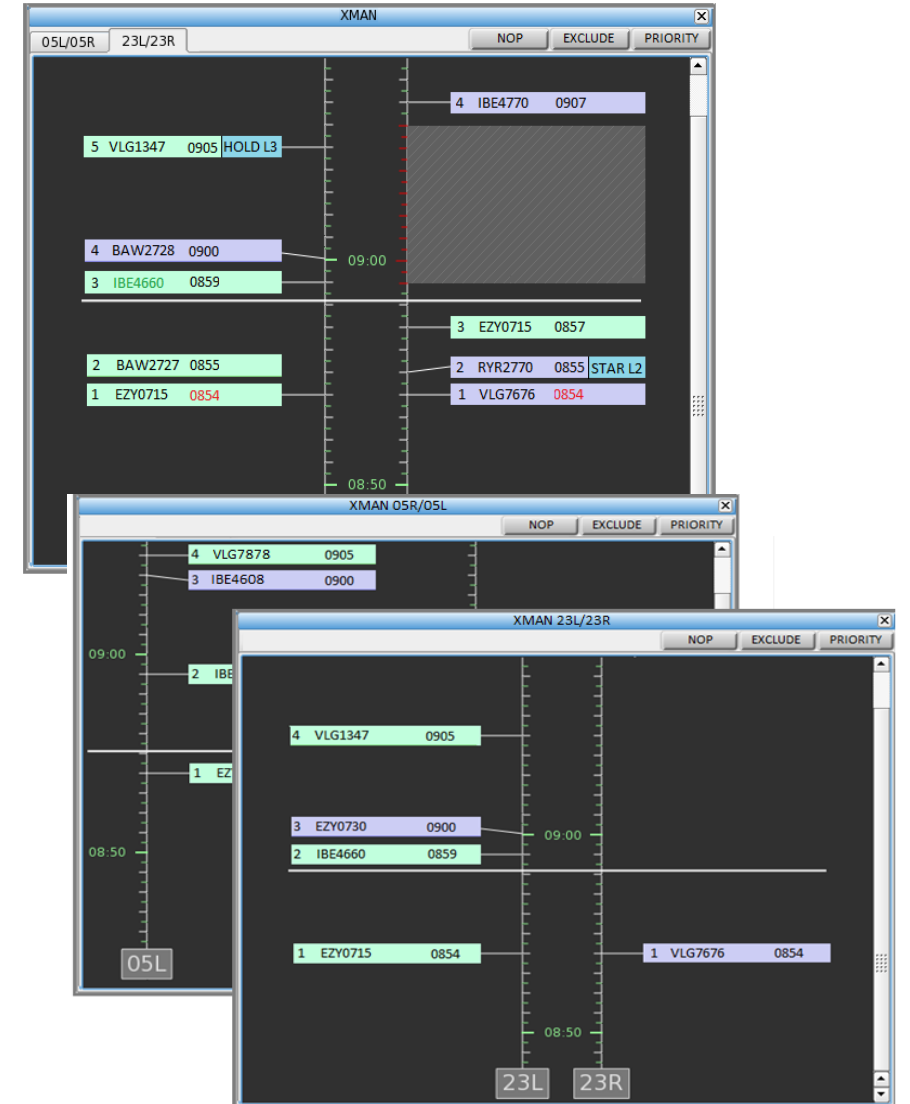 XMAN
05L/05R 23L/23R NOP EXCLUDE PRIORITY
4 IBE4770 0907
5 VLG1347 0905 HOLD L3
4 BAW2728 0900
09:00
3 IBE4660 0859
3 EZY0715 0857
2 BAW2727 0855
2 RYR2770 0855 STAR L2
1 EZY0715 0854
1 VLG7676 0854
08:50
XMAN 05R/05L
NOP EXCLUDE PRIORITY
4 VLG7878 0905
3 IBE4608 0900
09:00
2 IBE
1 EZ
08:50
05L
XMAN 23L/23R
NOP EXCLUDE PRIORITY
4 VLG1347 0905
3 EZY0730 0900
09:00
2 IBE4660 0859
1 EZY0715 0854
1 VLG7676 0854
08:50
23L 23R